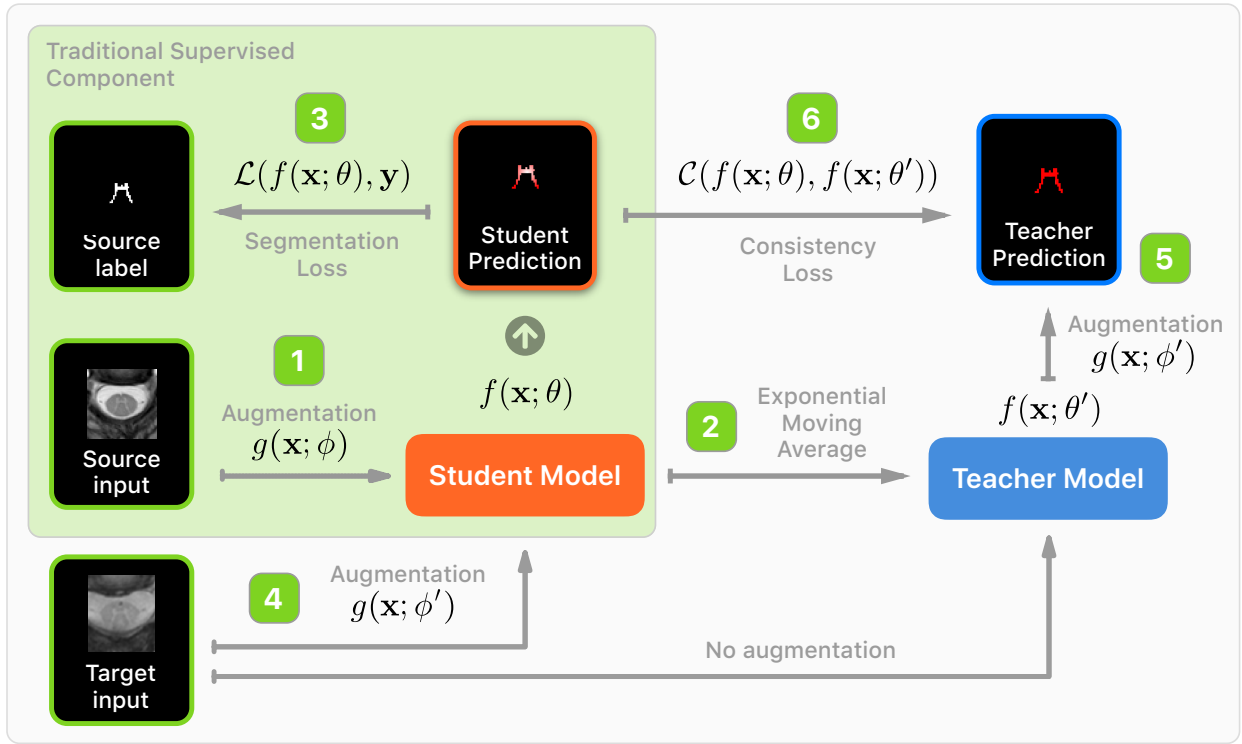 Traditional Supervised
Component
3
6
ℒ(f(x; θ), y)
𝒞(f(x; θ), f(x; θ′))
Segmentation
Loss
Consistency
Loss
Source
label
Student
Prediction
Teacher
Prediction
5
1
Augmentation
g(x; ϕ)
f(x; θ)
Augmentation
g(x; ϕ′)
f(x; θ′)
2
Exponential
Moving
Average
Source
input
Student Model
Teacher Model
4
Augmentation
g(x; ϕ′)
No augmentation
Target
input